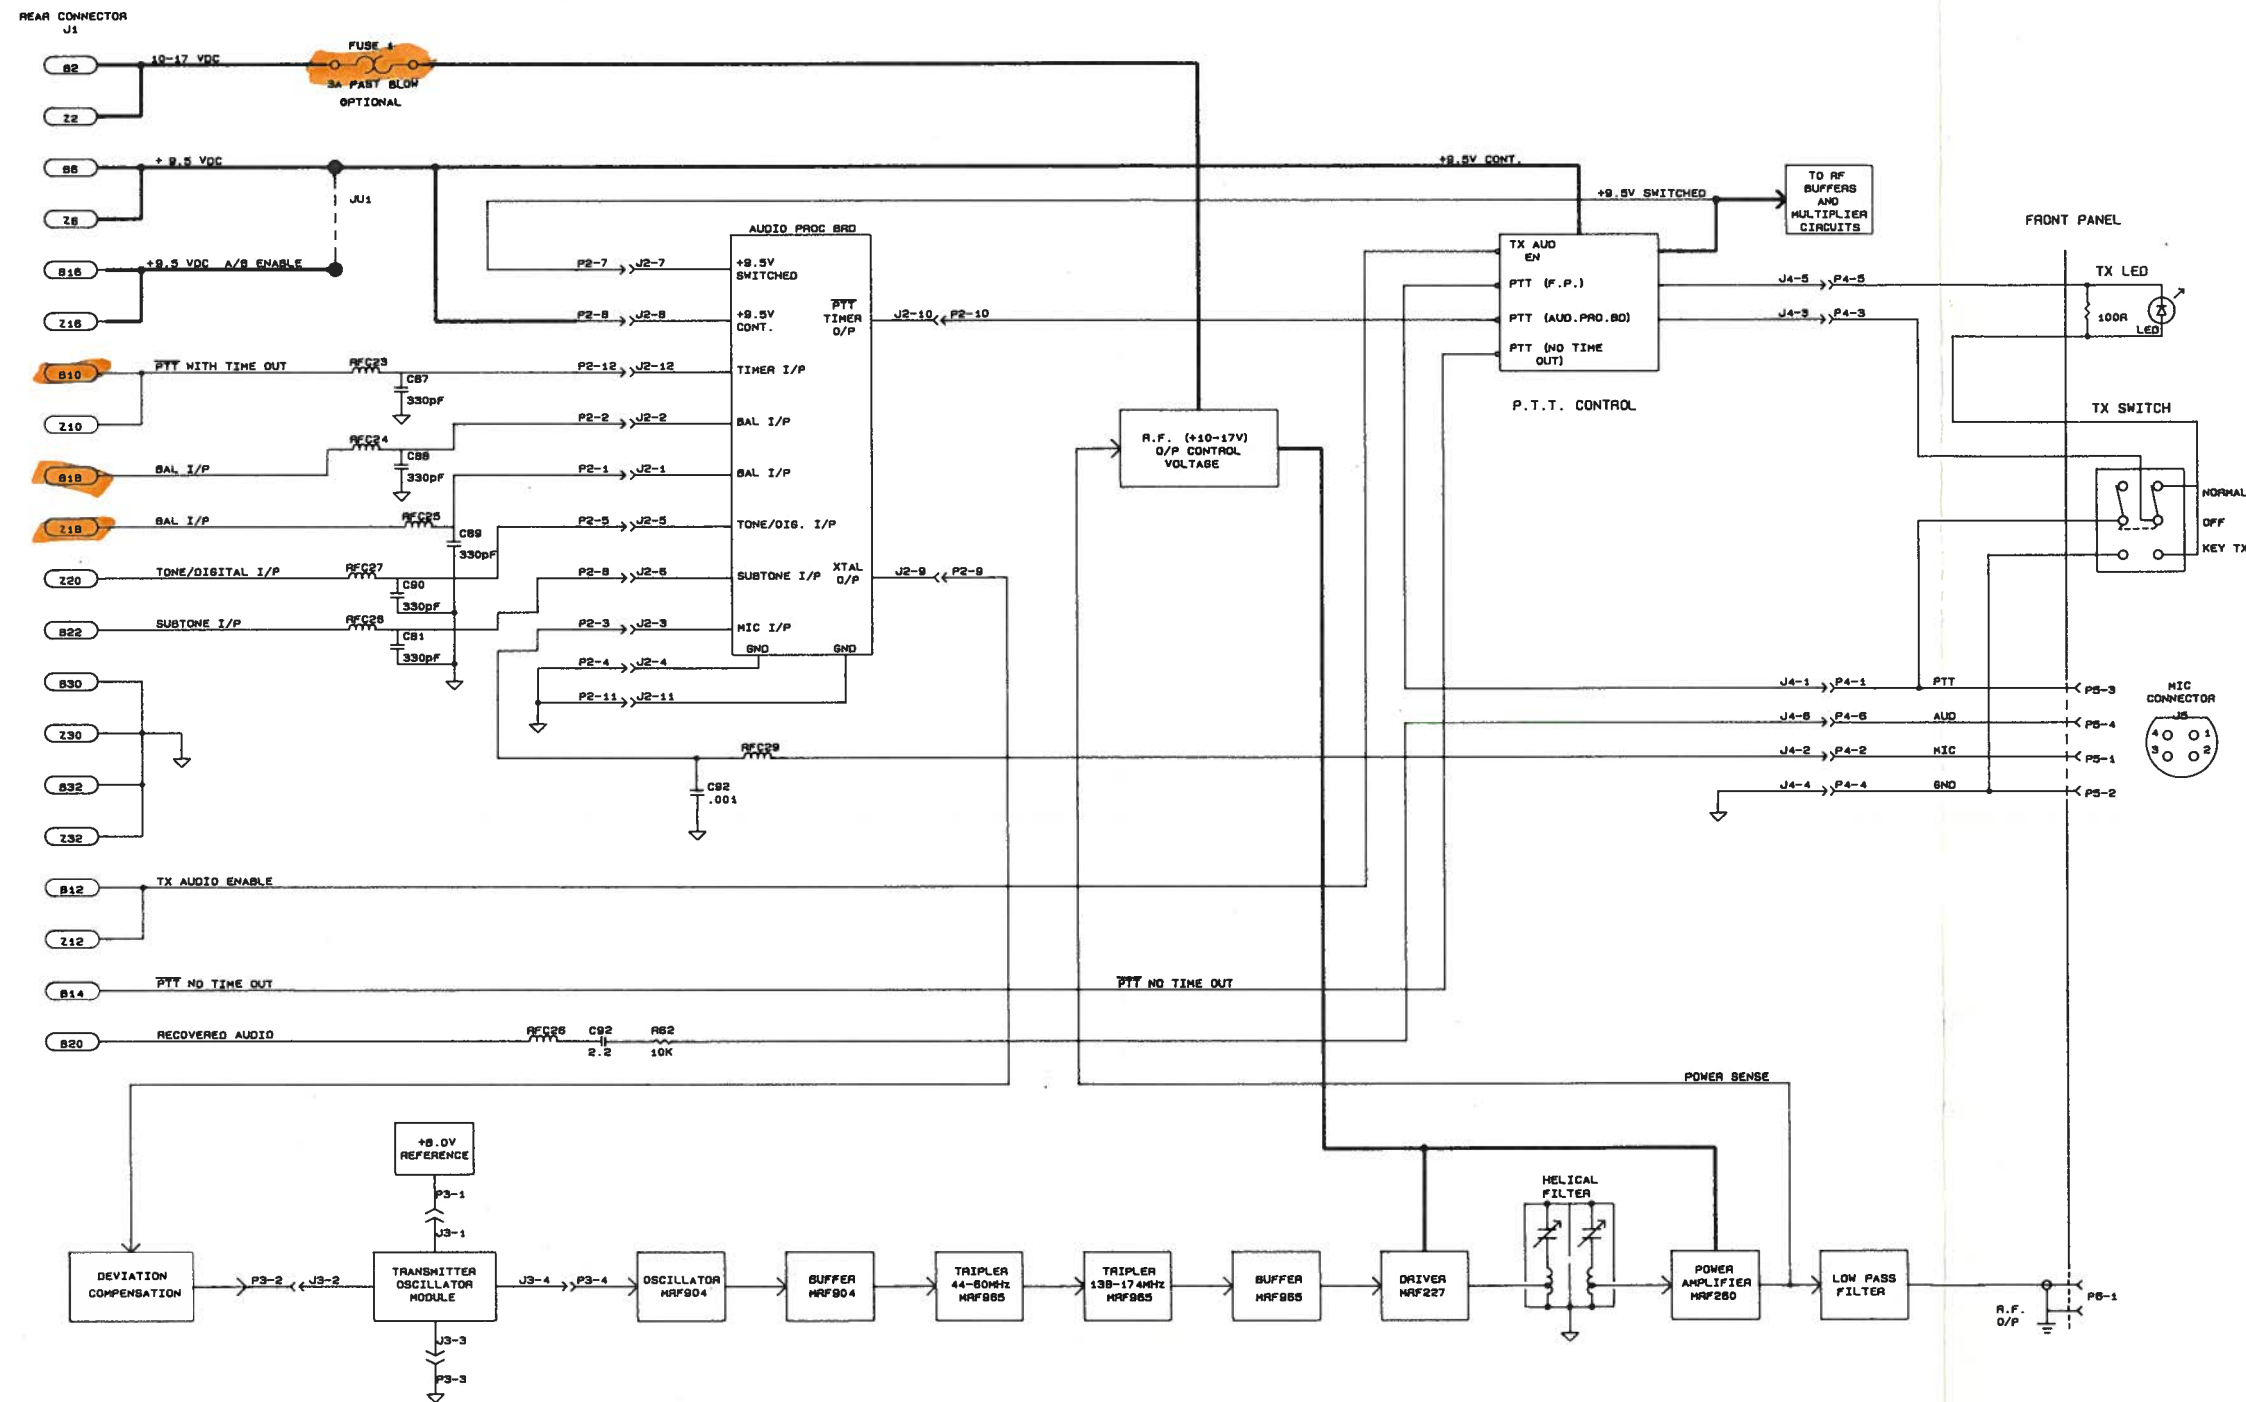 REAR CONNECTOR
J1
B2
10-17 VDC
FUSE 1
3A FAST BLOW
OPTIONAL
Z2
+ 9.5 VDC
Z6
JU1
B16
+9.5 VDC A/B ENABLE
Z16
B10
PTT WITH TIME OUT
RFC23
C87
330pF
Z10
RFC24
C88
330pF
B18
BAL I/P
Z18
BAL I/P
RFC25
C89
330pF
Z20
TONE/DIGITAL I/P
RFC27
C90
330pF
B22
SUBTONE I/P
330pF
B30
Z30
B32
Z32
B12
TX AUDIO ENABLE
Z12
B14
PTT NO TIME OUT
PTT NO TIME OUT
B20
RECOVERED AUDIO
RFC26
C92
2.2
R62
10K
AUDIO PROC BRD
P2-7 J2-7
+9.5V
SWITCHED
P2-8 J2-8
+9.5V
CONT.
PTT
TIMER
O/P
J2-10 P2-10
P2-12 J2-12
TIMER I/P
P2-2 J2-2
BAL I/P
P2-1 J2-1
BAL I/P
P2-5 J2-5
TONE/DIG. I/P
J2-6
SUBTONE I/P
XTAL
O/P
J2-9 P2-9
P2-3 J2-3
MIC I/P
GND
GND
P2-4 J2-4
P2-11 J2-11
RFC29
C92
.001
+9.5V CONT.
+9.5V SWITCHED
TO RF
BUFFERS
AND
MULTIPLIER
CIRCUITS
TX AUD
EN
PTT (F.P.)
PTT (AUD.PRO.BD)
PTT (NO TIME
OUT)
P.T.T. CONTROL
R.F. (+10-17V)
O/P CONTROL
VOLTAGE
FRONT PANEL
J4-5 P4-5
TX LED
100R
LED
J4-3 P4-3
TX SWITCH
NORMAL
OFF
KEY TX
J4-1 P4-1
PTT
P5-3
J4-6 P4-6
AUD
P5-4
J4-2 P4-2
MIC
P5-1
J4-4 P4-4
GND
P5-2
MIC
CONNECTOR
J5
4 1
3 2
POWER SENSE
REFERENCE
P3-1
J3-1
DEVIATION
COMPENSATION
P3-2 J3-2
TRANSMITTER
OSCILLATOR
MODULE
J3-3
P3-3
J3-4 P3-4
OSCILLATOR
MRF904
BUFFER
MRF904
TRIPLER
44-60MHz
MRF965
TRIPLER
138-174MHz
MRF965
BUFFER
MRF965
DRIVER
MRF227
HELICAL
FILTER
POWER
AMPLIFIER
MRF260
LOW PASS
FILTER
R.F.
O/P
P6-1